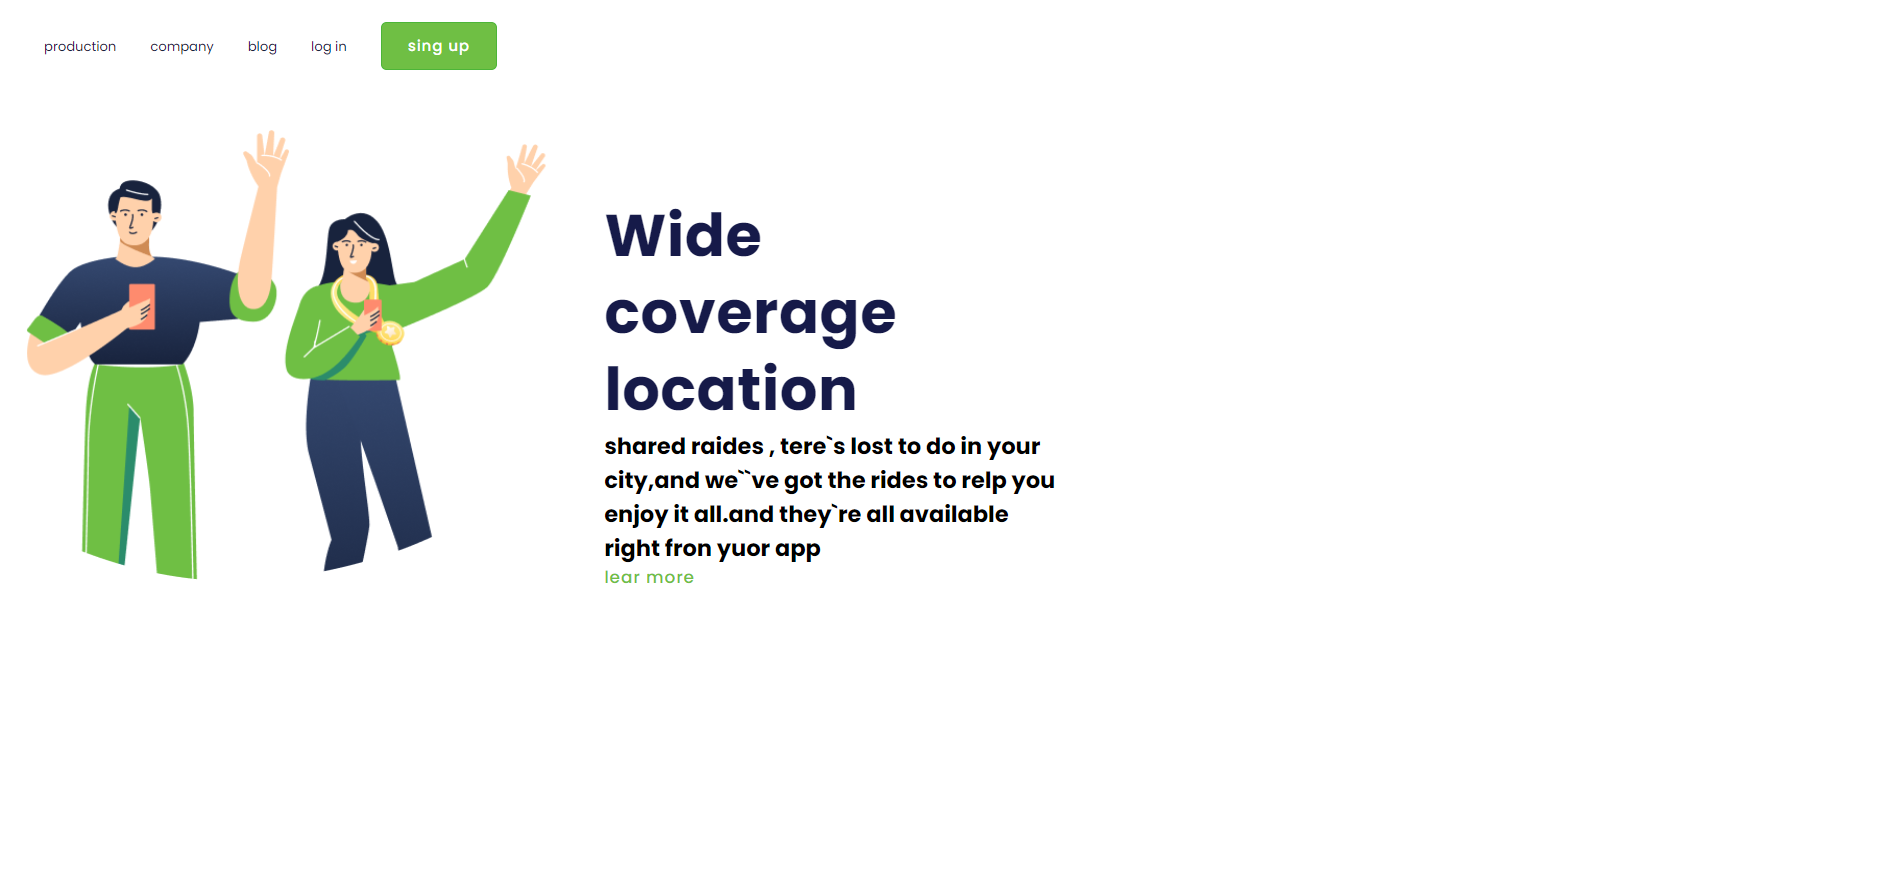 production company blog log in sing up
Wide
coverage
location
shared raides , tere`s lost to do in your
city,and we``ve got the rides to relp you
enjoy it all.and they`re all available
right fron yuor app
lear more